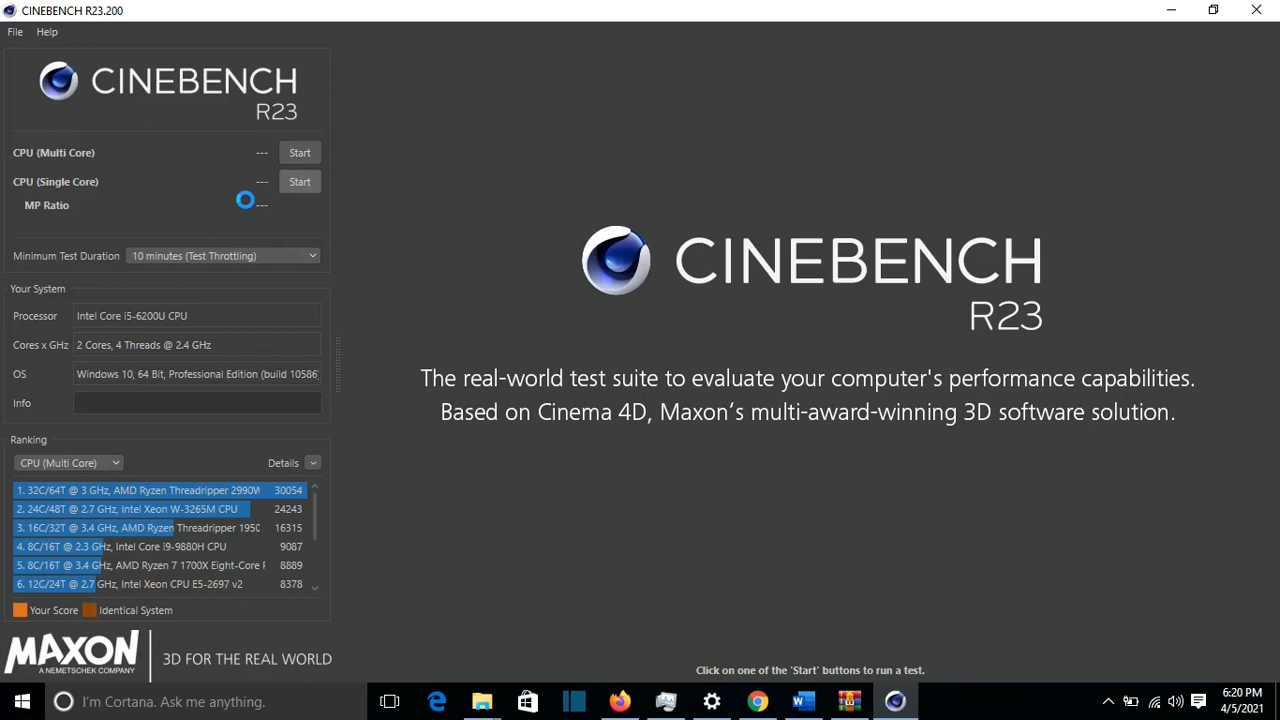 CINEBENCH R23.200
File Help
CINEBENCH
R23
CPU (Multi Core) --- Start
CPU (Single Core) --- Start
MP Ratio ---
Minimum Test Duration 10 minutes (Test Throttling)
Your System
Processor Intel Core i5-6200U CPU
Cores x GHz 2 Cores, 4 Threads @ 2.4 GHz
OS Windows 10, 64 Bit, Professional Edition (build 10586)
Info
Ranking
CPU (Multi Core) Details
1. 32C/64T @ 3 GHz, AMD Ryzen Threadripper 2990W 30054
2. 24C/48T @ 2.7 GHz, Intel Xeon W-3265M CPU 24243
3. 16C/32T @ 3.4 GHz, AMD Ryzen Threadripper 1950 16315
4. 8C/16T @ 2.3 GHz, Intel Core i9-9880H CPU 9087
5. 8C/16T @ 3.4 GHz, AMD Ryzen 7 1700X Eight-Core P 8889
6. 12C/24T @ 2.7 GHz, Intel Xeon CPU E5-2697 v2 8378
Your Score Identical System
MAXON
A NEMETSCHEK COMPANY
3D FOR THE REAL WORLD
CINEBENCH
R23
The real-world test suite to evaluate your computer's performance capabilities.
Based on Cinema 4D, Maxon's multi-award-winning 3D software solution.
Click on one of the 'Start' buttons to run a test.
I'm Cortana. Ask me anything.
6:20 PM
4/5/2021